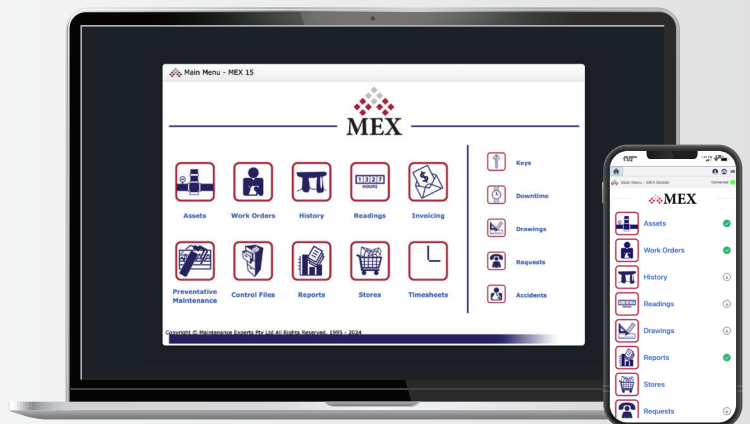 Main Menu - MEX 15
MEX
1327
HOURS
Assets
Work Orders
History
Readings
Invoicing
Preventative
Maintenance
Control Files
Reports
Stores
Timesheets
Keys
Downtime
Drawings
Requests
Accidents
Copyright © Maintenance Experts Pty Ltd All Rights Reserved, 1995 - 2024
Main Menu - MEX Mobile
Connected
MEX
Assets
Work Orders
History
Readings
Drawings
Reports
Stores
Requests